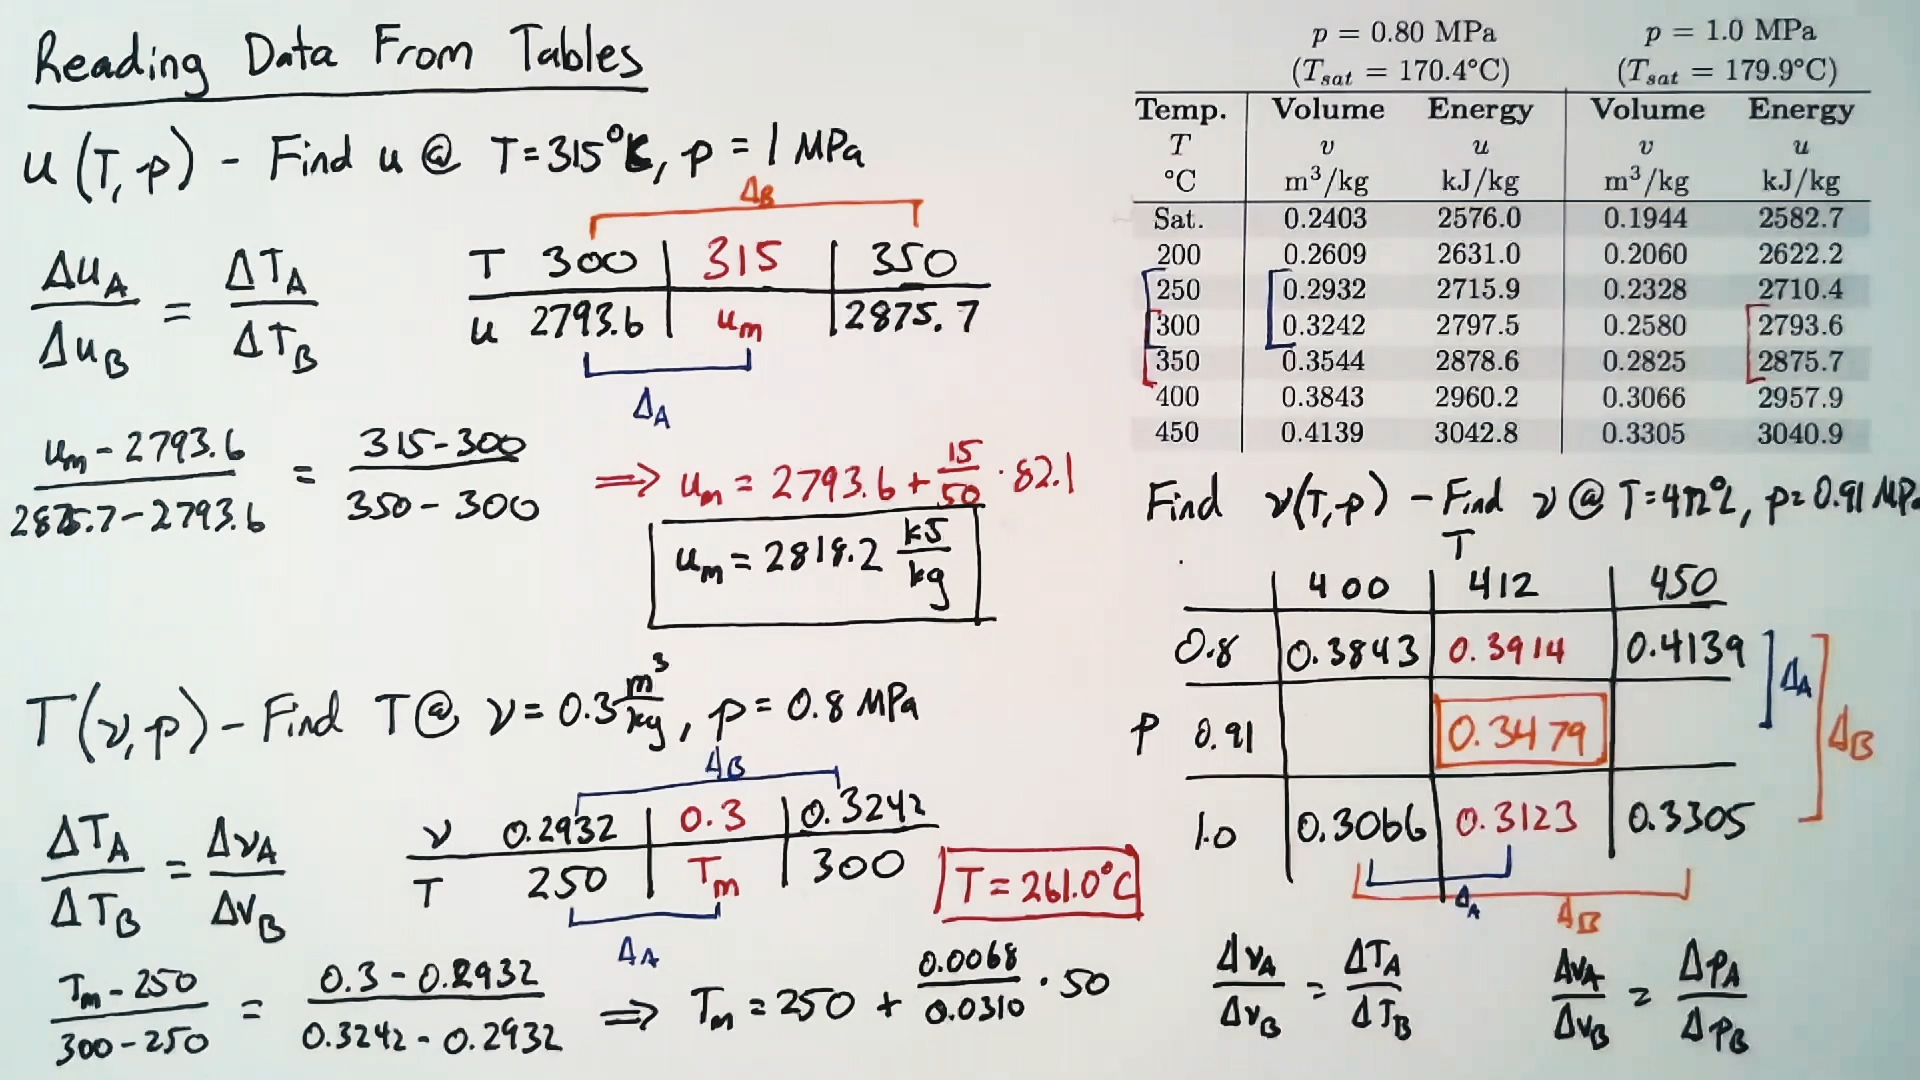 Reading Data From Tables
u(T, p) - Find u @ T=315°C, p = 1 MPa
ΔB
ΔuA/ΔuB = ΔTA/ΔTB
T 300 315 350
u 2793.6 um 2875.7
ΔA
(um - 2793.6)/(2875.7 - 2793.6) = (315 - 300)/(350 - 300) ⟹ um = 2793.6 + 15/50 · 82.1
um = 2818.2 kJ/kg
T(v, p) - Find T @ v = 0.3 m³/kg, p = 0.8 MPa
ΔB
ΔTA/ΔTB = ΔvA/ΔvB
v 0.2932 0.3 0.3242
T 250 Tm 300
ΔA
T = 261.0°C
(Tm - 250)/(300 - 250) = (0.3 - 0.2932)/(0.3242 - 0.2932) ⟹ Tm = 250 + 0.0068/0.0310 · 50
p = 0.80 MPa p = 1.0 MPa
(Tsat = 170.4°C) (Tsat = 179.9°C)
Temp. Volume Energy Volume Energy
T v u v u
°C m³/kg kJ/kg m³/kg kJ/kg
Sat. 0.2403 2576.0 0.1944 2582.7
200 0.2609 2631.0 0.2060 2622.2
250 0.2932 2715.9 0.2328 2710.4
300 0.3242 2797.5 0.2580 2793.6
350 0.3544 2878.6 0.2825 2875.7
400 0.3843 2960.2 0.3066 2957.9
450 0.4139 3042.8 0.3305 3040.9
Find v(T, p) - Find v @ T = 412°C, p = 0.91 MPa
T
400 412 450
0.8 0.3843 0.3914 0.4139
ΔA
p 0.91 0.3479
ΔB
1.0 0.3066 0.3123 0.3305
ΔA
ΔB
ΔvA/ΔvB = ΔTA/ΔTB ΔvA/ΔvB = ΔpA/ΔpB